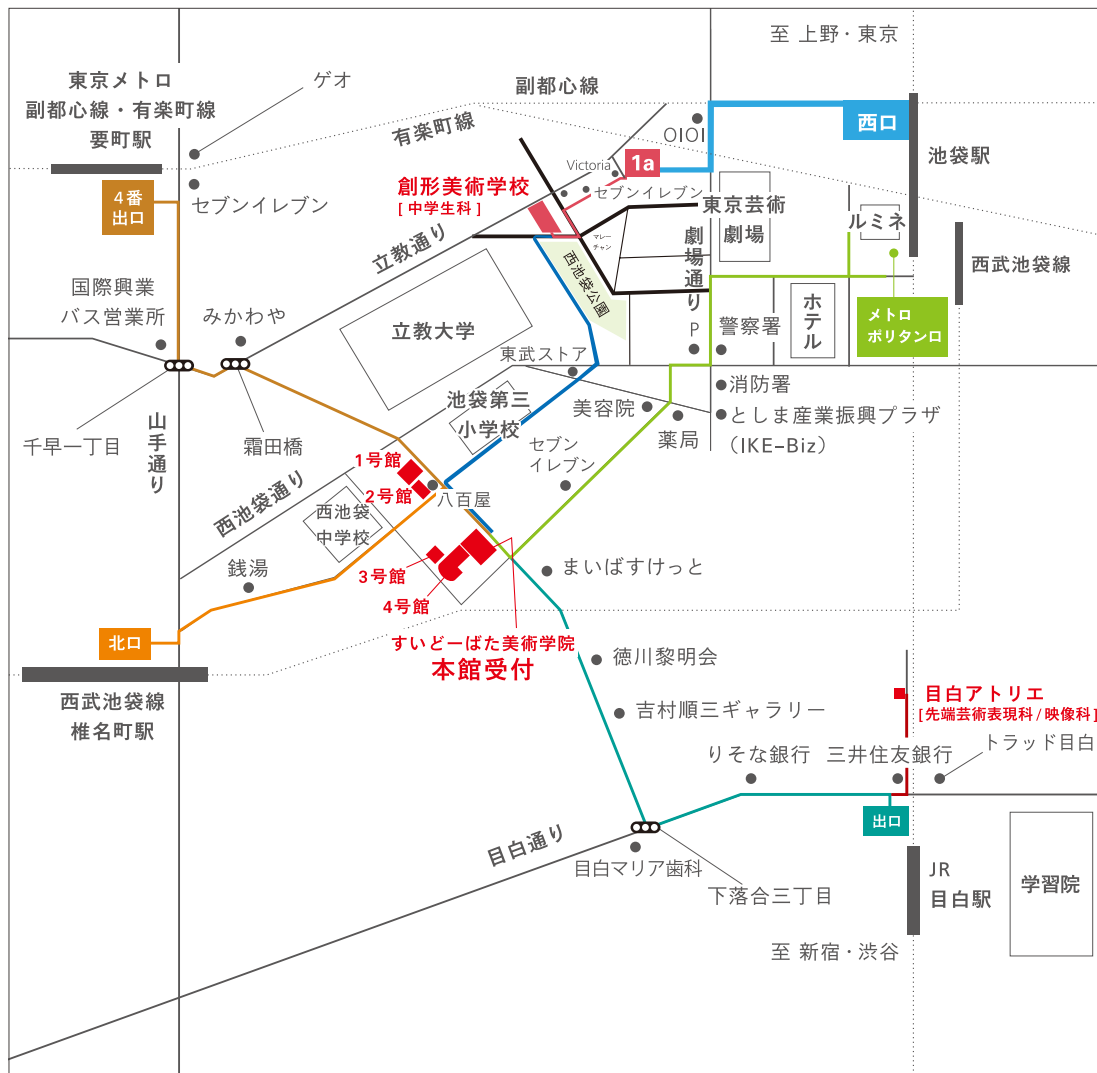 至 上野・東京
東京メトロ
副都心線・有楽町線
要町駅
ゲオ
副都心線
有楽町線
OIOI
西口
池袋駅
Victoria
1a
セブンイレブン
創形美術学校
[ 中学生科 ]
4番
出口
セブンイレブン
東京芸術
劇場
ルミネ
マレー
チャン
劇場通り
西武池袋線
立教通り
西池袋公園
国際興業
バス営業所
みかわや
立教大学
P
警察署
ホテル
メトロ
ポリタン口
東武ストア
消防署
としま産業振興プラザ
（IKE−Biz）
美容院
薬局
池袋第三
小学校
千早一丁目
山手通り
霜田橋
セブン
イレブン
1号館
2号館
八百屋
西池袋通り
西池袋
中学校
銭湯
3号館
4号館
まいばすけっと
北口
すいどーばた美術学院
本館受付
徳川黎明会
西武池袋線
椎名町駅
吉村順三ギャラリー
目白アトリエ
[先端芸術表現科/映像科]
トラッド目白
りそな銀行
三井住友銀行
出口
目白通り
目白マリア歯科
下落合三丁目
JR
目白駅
学習院
至 新宿・渋谷